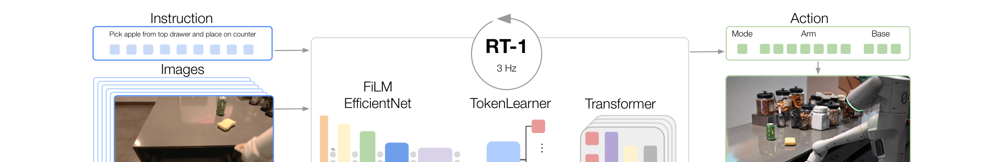 Instruction
Pick apple from top drawer and place on counter
Images
RT-1
3 Hz
FiLM
EfficientNet
TokenLearner
Transformer
Action
Mode Arm Base